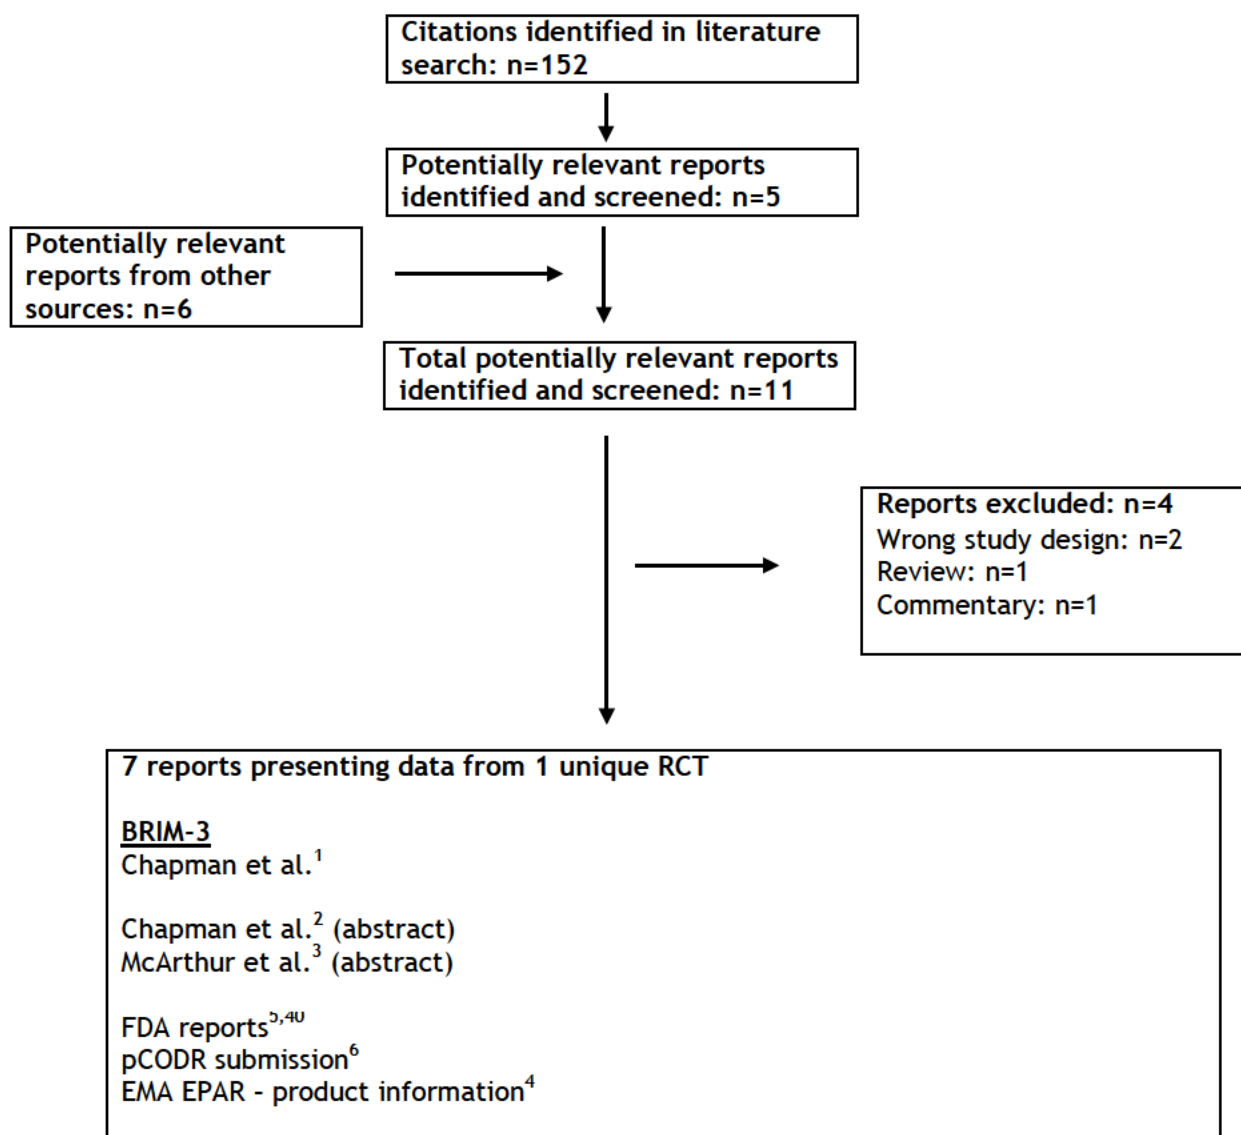 Citations identified in literature
search: n=152
Potentially relevant reports
identified and screened: n=5
Potentially relevant
reports from other
sources: n=6
Total potentially relevant reports
identified and screened: n=11
Reports excluded: n=4
Wrong study design: n=2
Review: n=1
Commentary: n=1
7 reports presenting data from 1 unique RCT
BRIM-3
Chapman et al.1
Chapman et al.2 (abstract)
McArthur et al.3 (abstract)
FDA reports5,40
pCODR submission6
EMA EPAR – product information4